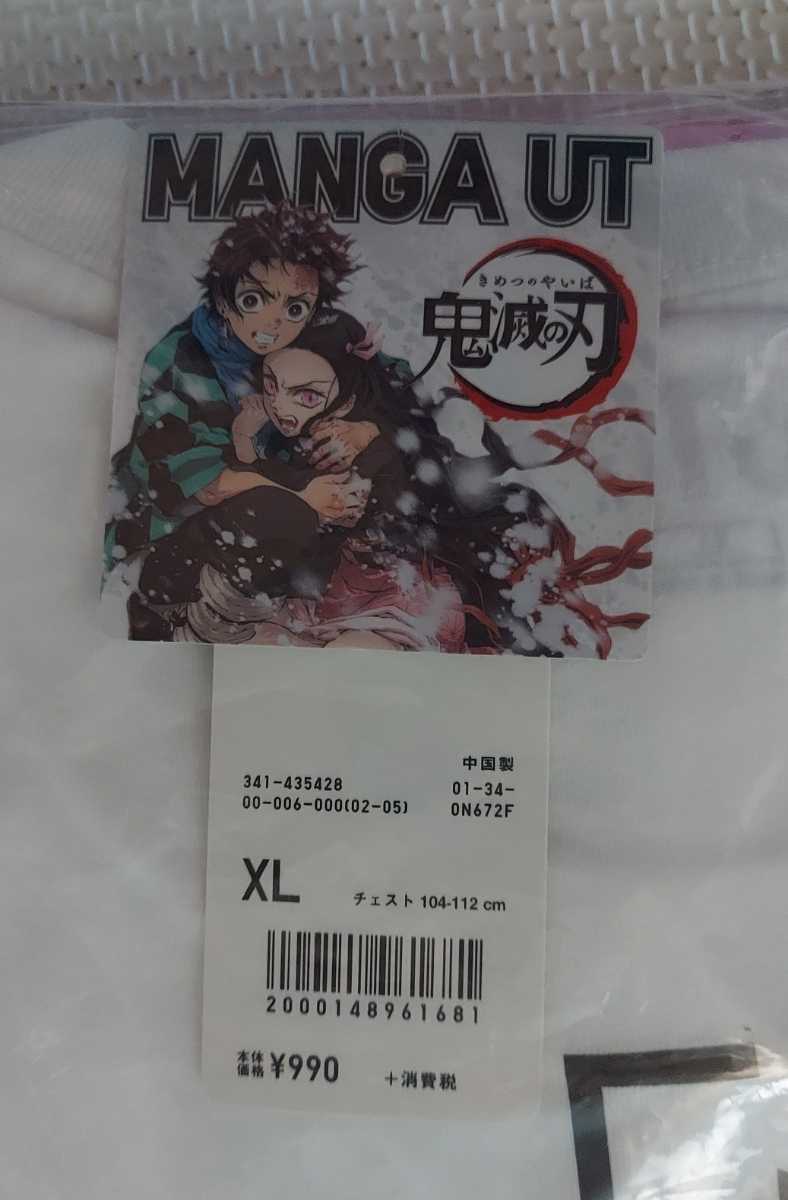 MANGA UT
きめつのやいば
鬼滅の刃
中国製
341-435428 01-34-
00-006-000(02-05) 0N672F
XL チェスト 104-112 cm
2000148961681
本体価格 ¥990 +消費税